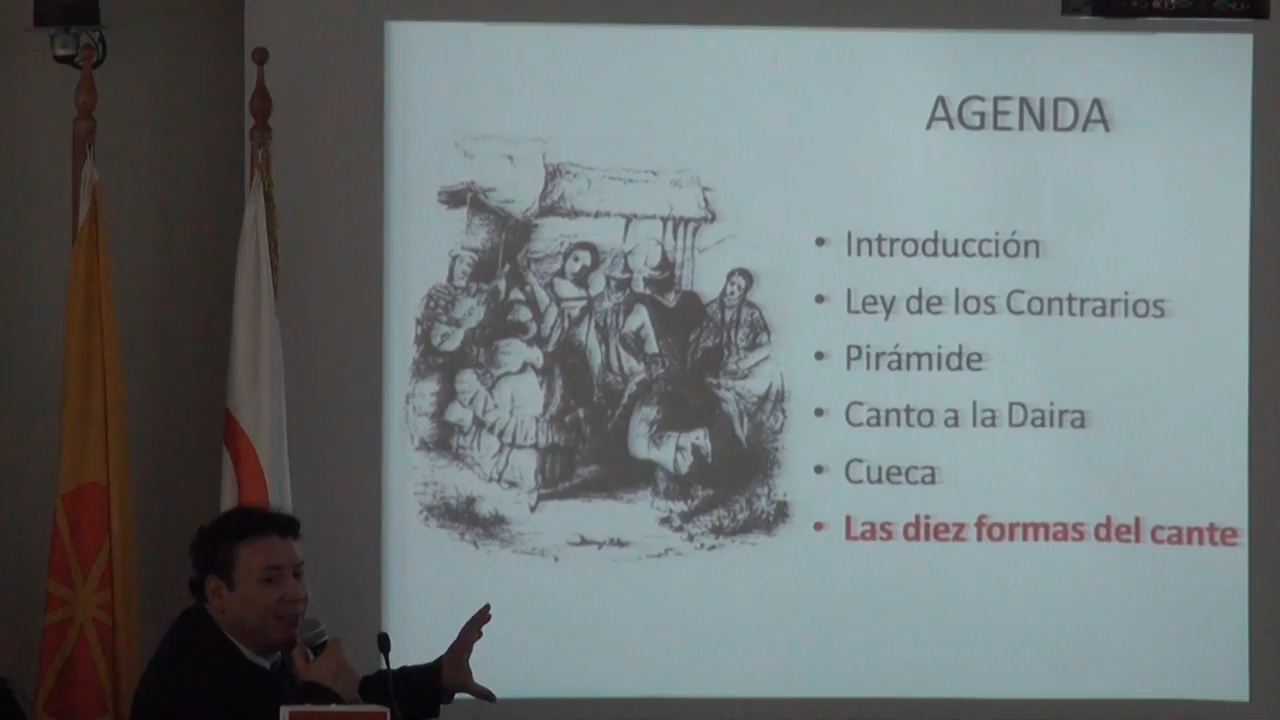 AGENDA
• Introducción
• Ley de los Contrarios
• Pirámide
• Canto a la Daira
• Cueca
• Las diez formas del cante